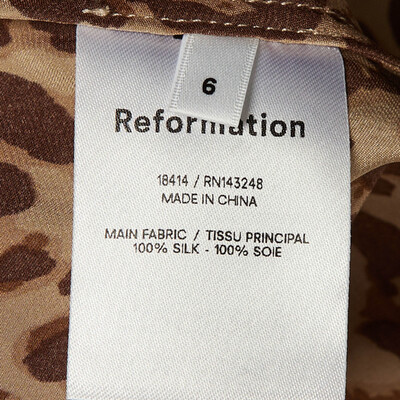 6
Reformation
18414 / RN143248
MADE IN CHINA
MAIN FABRIC / TISSU PRINCIPAL
100% SILK - 100% SOIE